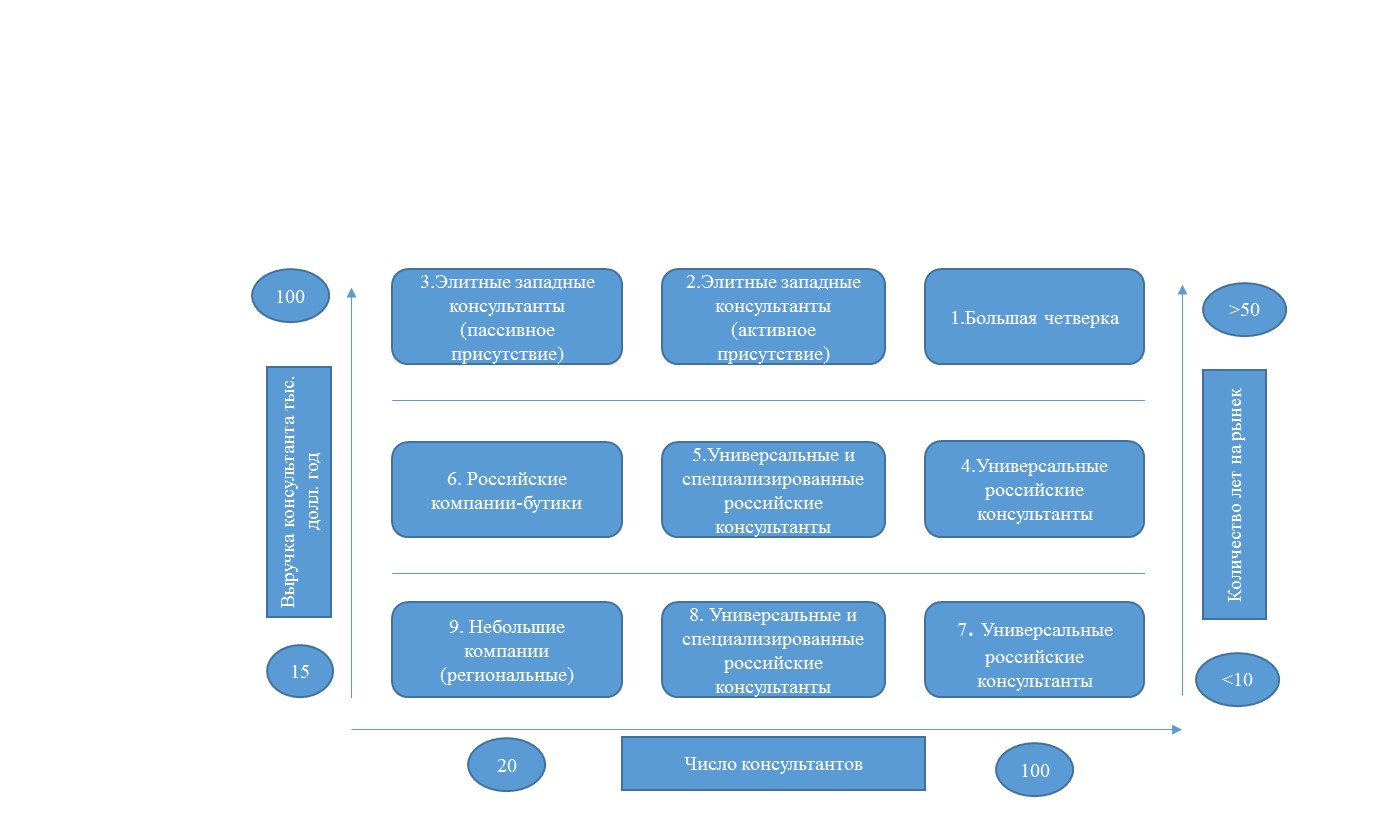 100
3.Элитные западные
консультанты
(пассивное
присутствие)
2.Элитные западные
консультанты
(активное
присутствие)
1.Большая четверка
>50
Выручка консультанта тыс.
долл. год
6. Российские
компании-бутики
5.Универсальные и
специализированные
российские
консультанты
4.Универсальные
российские
консультанты
Количество лет на рынек
15
9. Небольшие
компании
(региональные)
8. Универсальные и
специализированные
российские
консультанты
7. Универсальные
российские
консультанты
<10
20
Число консультантов
100